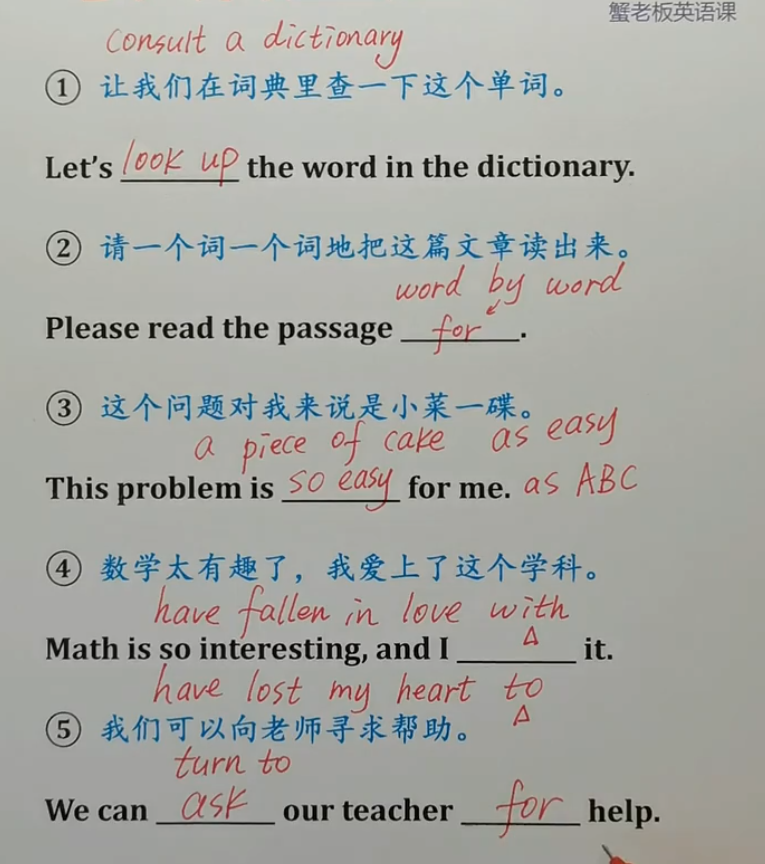 蟹老板英语课
consult a dictionary
① 让我们在词典里查一下这个单词。
Let's look up the word in the dictionary.
② 请一个词一个词地把这篇文章读出来。
word by word
Please read the passage for.
③ 这个问题对我来说是小菜一碟。
a piece of cake as easy
This problem is so easy for me. as ABC
④ 数学太有趣了，我爱上了这个学科。
have fallen in love with
Math is so interesting, and I ______ it.
have lost my heart to
⑤ 我们可以向老师寻求帮助。
turn to
We can ask our teacher for help.